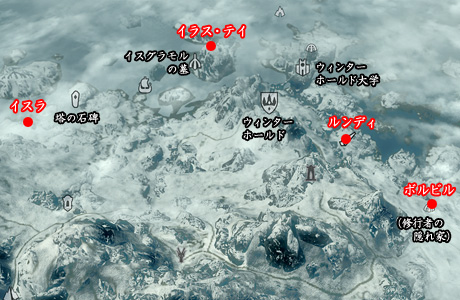 イラス・テイ
イスグラモル
の墓
ウィンター
ホールド大学
イスラ
塔の石碑
ウィンター
ホールド
ルンディ
ボルビル
(修行者の
隠れ家)